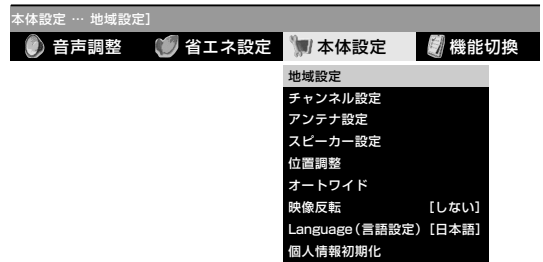 本体設定 … 地域設定]
音声調整 省エネ設定 本体設定 機能切換
地域設定
チャンネル設定
アンテナ設定
スピーカー設定
位置調整
オートワイド
映像反転 [しない]
Language(言語設定) [日本語]
個人情報初期化